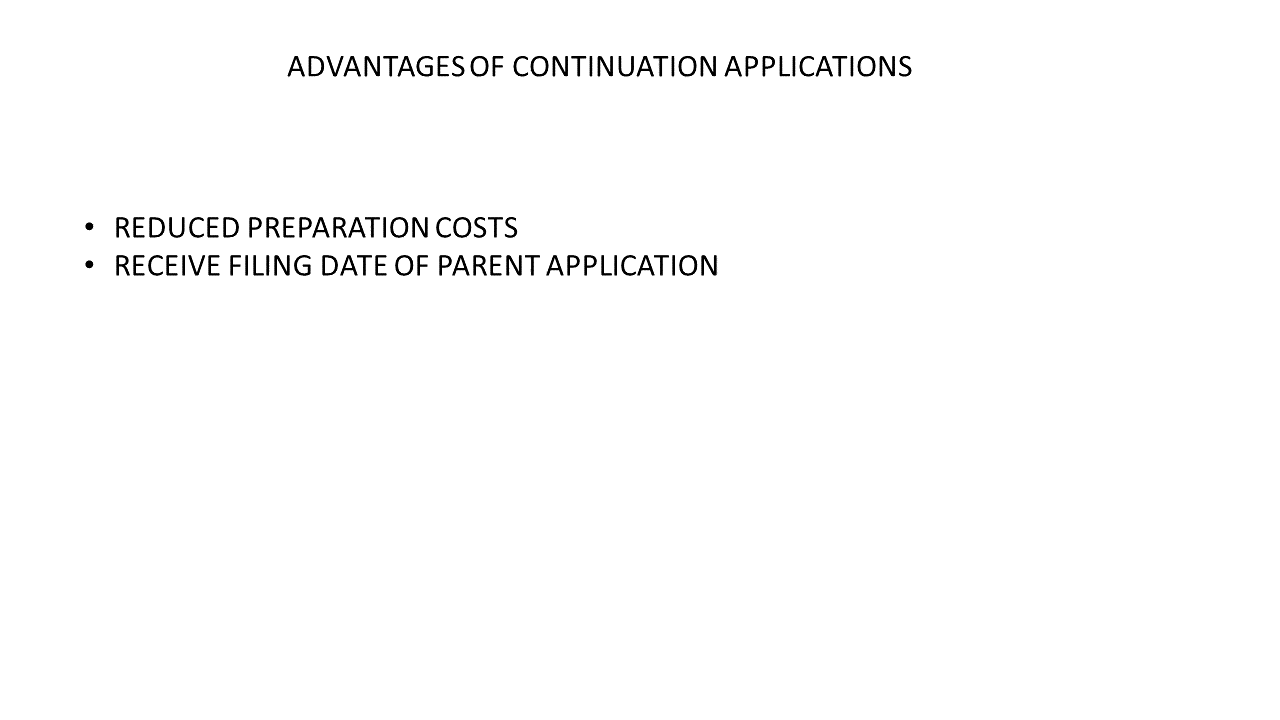 ADVANTAGES OF CONTINUATION APPLICATIONS
• REDUCED PREPARATION COSTS
• RECEIVE FILING DATE OF PARENT APPLICATION